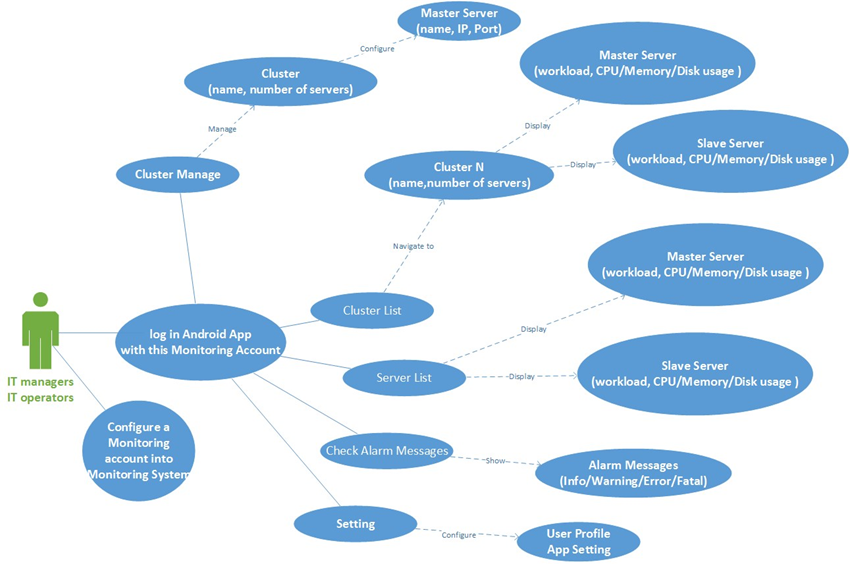 Master Server
(name, IP, Port)
Configure
Cluster
(name, number of servers)
Manage
Cluster Manage
Master Server
(workload, CPU/Memory/Disk usage )
Display
Slave Server
(workload, CPU/Memory/Disk usage )
Display
Cluster N
(name,number of servers)
Navigate to
Cluster List
Master Server
(workload, CPU/Memory/Disk usage )
Display
log in Android App
with this Monitoring Account
Server List
Display
Slave Server
(workload, CPU/Memory/Disk usage )
IT managers
IT operators
Configure a
Monitoring
account into
Monitoring System
Check Alarm Messages
Show
Alarm Messages
(Info/Warning/Error/Fatal)
Setting
Configure
User Profile
App Setting